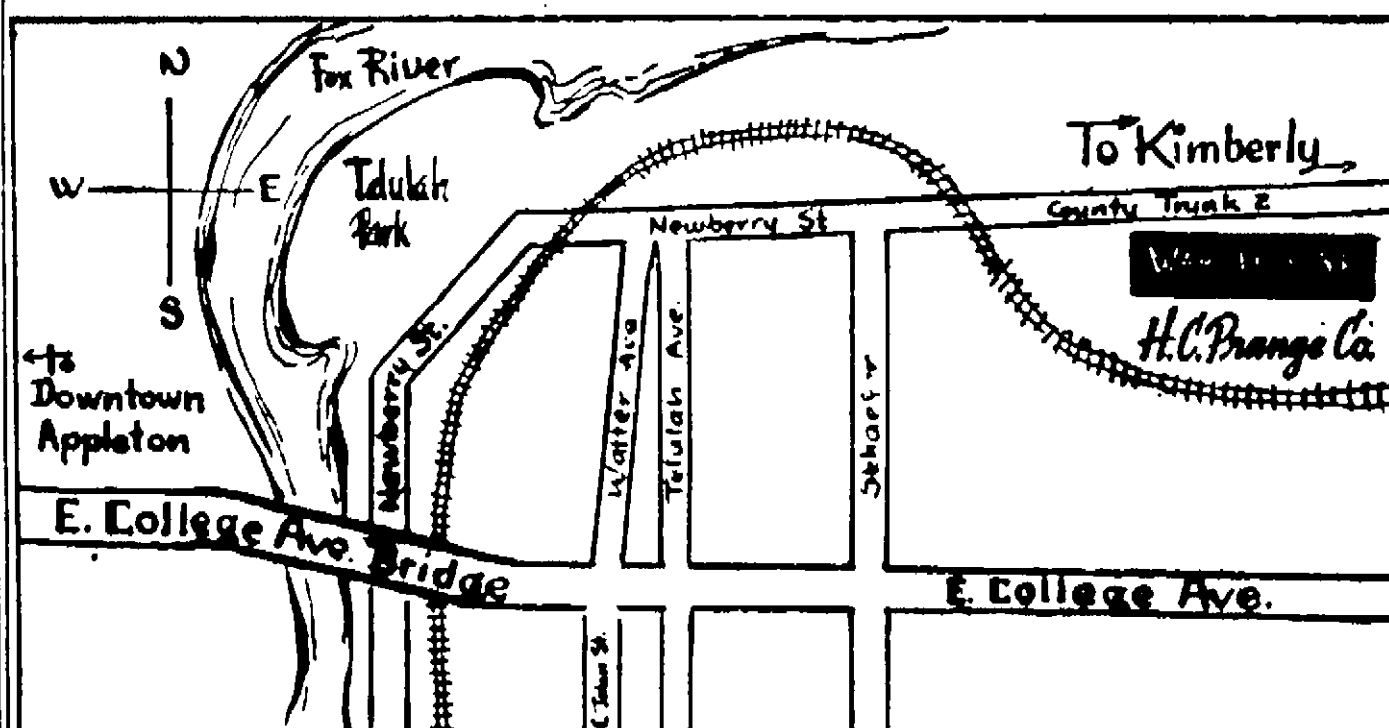 N
Fox River
W
E
S
Telulah
Park
To Kimberly
County Trunk Z
Newberry St
H.C. Prange Co.
Newberry St.
Walter Ave
Telulah Ave.
Schaefer
← to
Downtown
Appleton
E. College Ave. Bridge
E. College Ave.